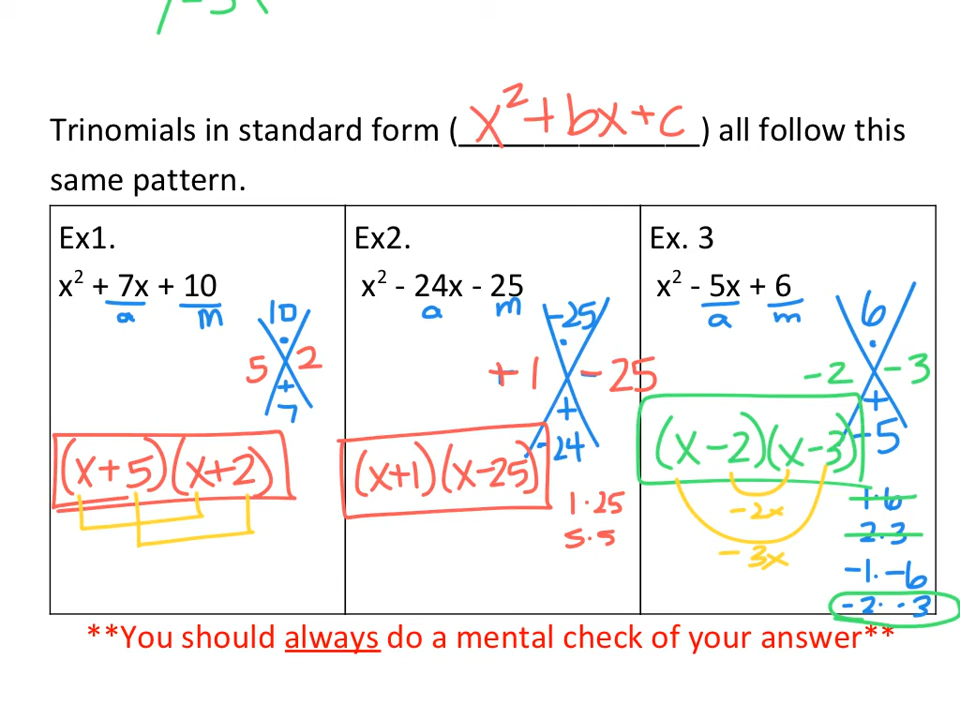 Trinomials in standard form (x² + bx + c) all follow this
same pattern.
Ex1.
x² + 7x + 10
a m
10
·
5 2
+
7
(x+5)(x+2)
Ex2.
x² - 24x - 25
a m
-25
·
+1 -25
+
-24
(x+1)(x-25)
1·25
5·5
Ex. 3
x² - 5x + 6
a m
6
·
-2 -3
+
-5
(x-2)(x-3)
-2x
-3x
1·6
2·3
-1·-6
-2·-3
**You should always do a mental check of your answer**